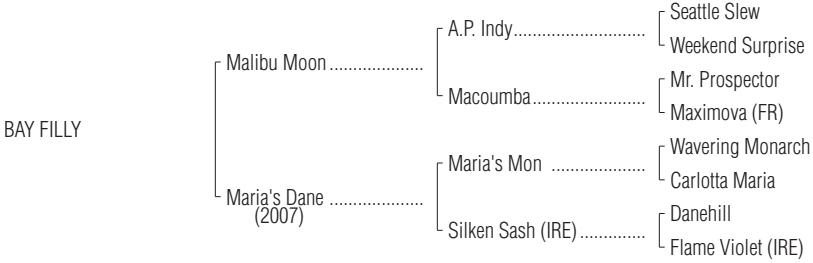 Seattle Slew
A.P. Indy..............................
Weekend Surprise
Malibu Moon .....................
Mr. Prospector
Macoumba..........................
Maximova (FR)
BAY FILLY
Wavering Monarch
Maria's Mon .....................
Carlotta Maria
Maria's Dane .....................
(2007)
Danehill
Silken Sash (IRE)...............
Flame Violet (IRE)